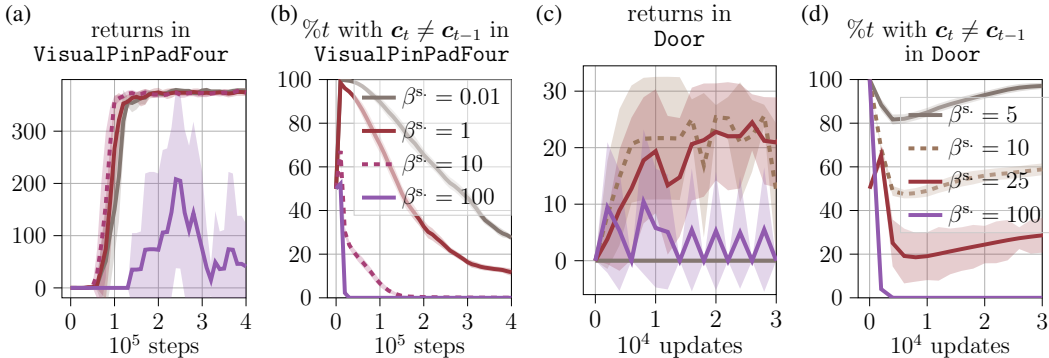 (a)
returns in
VisualPinPadFour
0
100
200
300
0 1 2 3 4
10⁵ steps
(b)
%t with c_t ≠ c_{t−1} in
VisualPinPadFour
100
80
60
40
20
0
β^{s.} = 0.01
β^{s.} = 1
β^{s.} = 10
β^{s.} = 100
0 1 2 3 4
10⁵ steps
(c)
returns in
Door
30
20
10
0
0 1 2 3
10⁴ updates
(d)
%t with c_t ≠ c_{t−1}
in Door
100
80
60
40
20
0
β^{s.} = 5
β^{s.} = 10
β^{s.} = 25
β^{s.} = 100
0 1 2 3
10⁴ updates